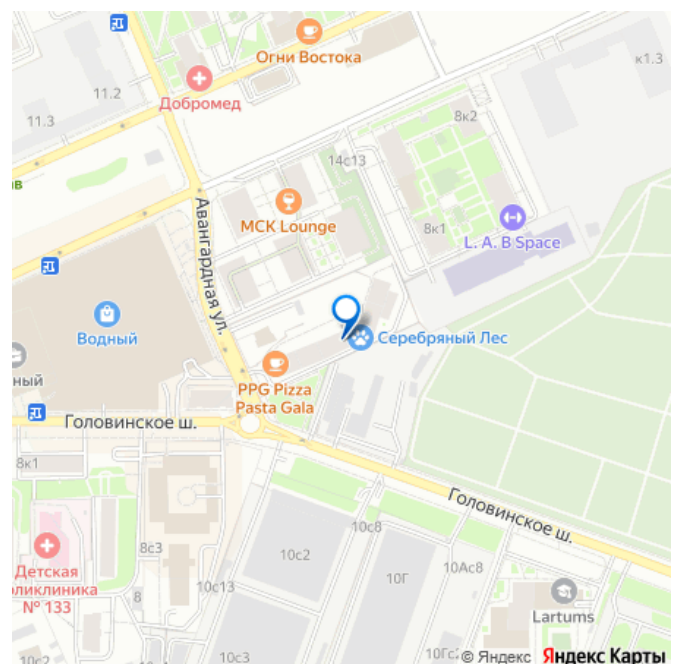 Огни Востока
к1.3
11.2
Добромед
11.3
8к2
14с13
Авангардная ул.
МСК Lounge
8к1
L. A. B Space
Водный
Серебряный Лес
ный
PPG Pizza
Pasta Gala
Головинское ш.
8к1
Головинское ш.
10с8
8с3
10с2
10Г
10Ас8
Детская
оликлиника
№ 133
10с13
8
Lartums
10с2
10с3
10Гс2
© Яндекс Яндекс Карты